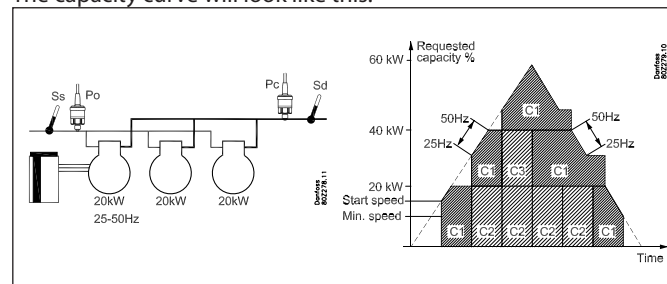 The capacity curve will look like this:
Ss
Po
Pc
Sd
20kW
20kW
20kW
25-50Hz
Danfoss
80Z278.11
Requested
capacity %
60 kW
50Hz
40 kW
25Hz
20 kW
Start speed
Min. speed
C1
50Hz
25Hz
C1
C3
C1
C1
C2
C2
C2
C2
C1
Time
Danfoss
80Z279.10